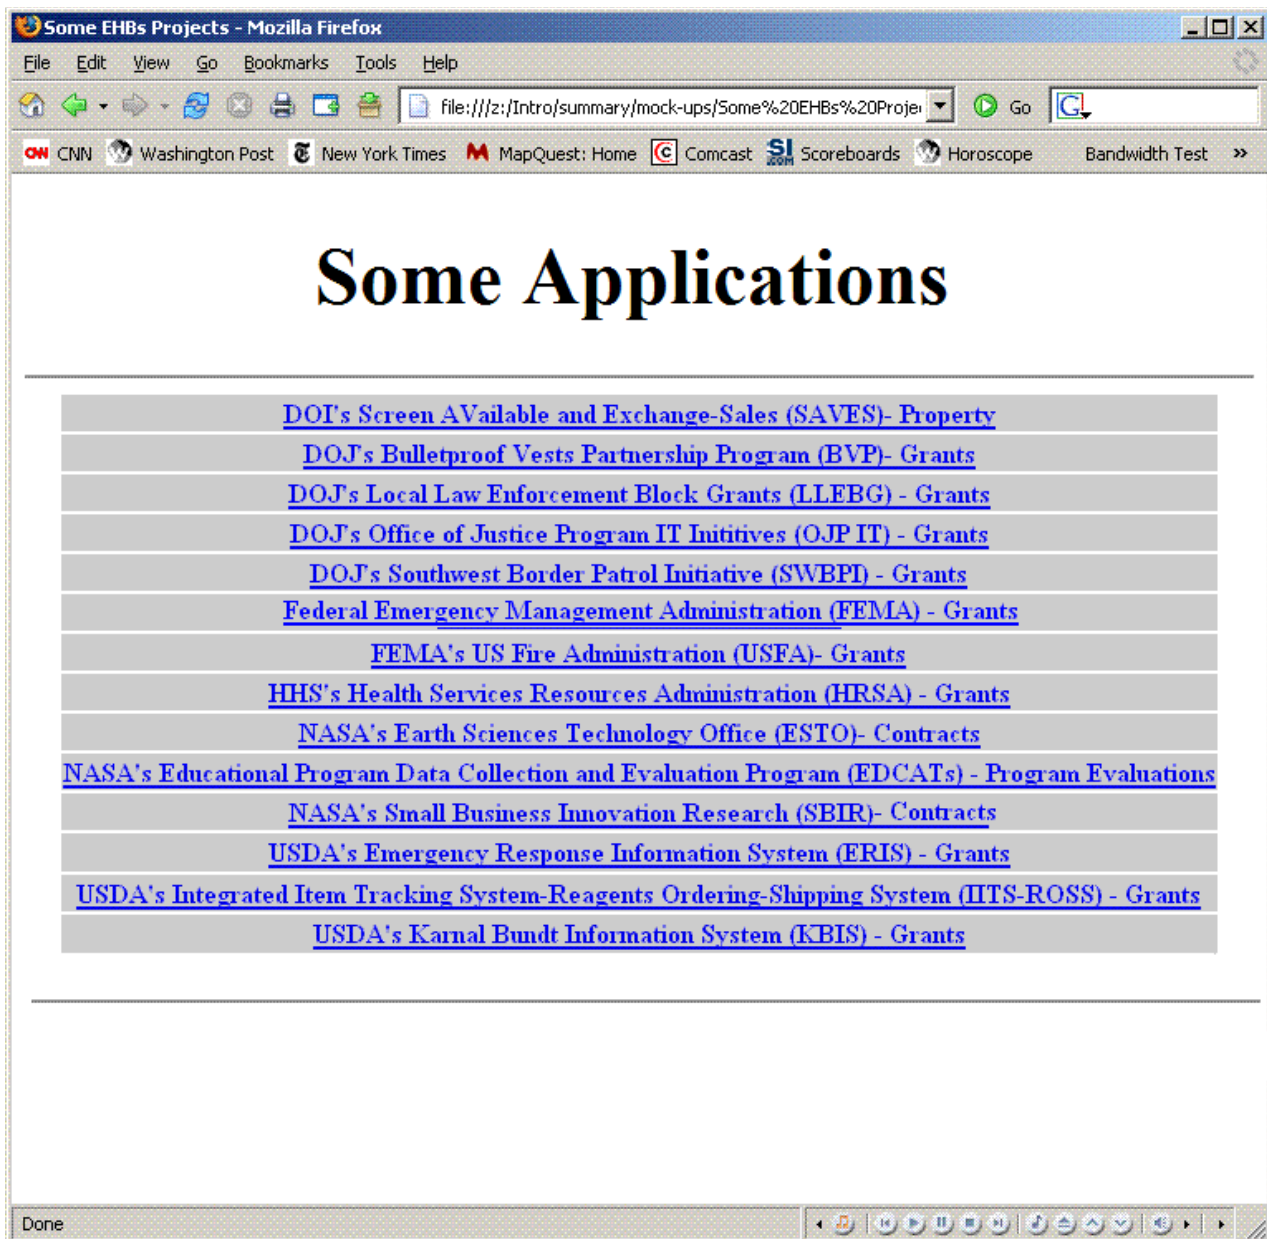 Some EHBs Projects - Mozilla Firefox
File Edit View Go Bookmarks Tools Help
file:///z:/Intro/summary/mock-ups/Some%20EHBs%20Proje Go G
CNN CNN Washington Post New York Times MapQuest: Home C Comcast SI.COM Scoreboards Horoscope Bandwidth Test »
Some Applications
DOI's Screen AVailable and Exchange-Sales (SAVES)- Property
DOJ's Bulletproof Vests Partnership Program (BVP)- Grants
DOJ's Local Law Enforcement Block Grants (LLEBG) - Grants
DOJ's Office of Justice Program IT Inititives (OJP IT) - Grants
DOJ's Southwest Border Patrol Initiative (SWBPI) - Grants
Federal Emergency Management Administration (FEMA) - Grants
FEMA's US Fire Administration (USFA)- Grants
HHS's Health Services Resources Administration (HRSA) - Grants
NASA's Earth Sciences Technology Office (ESTO)- Contracts
NASA's Educational Program Data Collection and Evaluation Program (EDCATs) - Program Evaluations
NASA's Small Business Innovation Research (SBIR)- Contracts
USDA's Emergency Response Information System (ERIS) - Grants
USDA's Integrated Item Tracking System-Reagents Ordering-Shipping System (IITS-ROSS) - Grants
USDA's Karnal Bundt Information System (KBIS) - Grants
Done